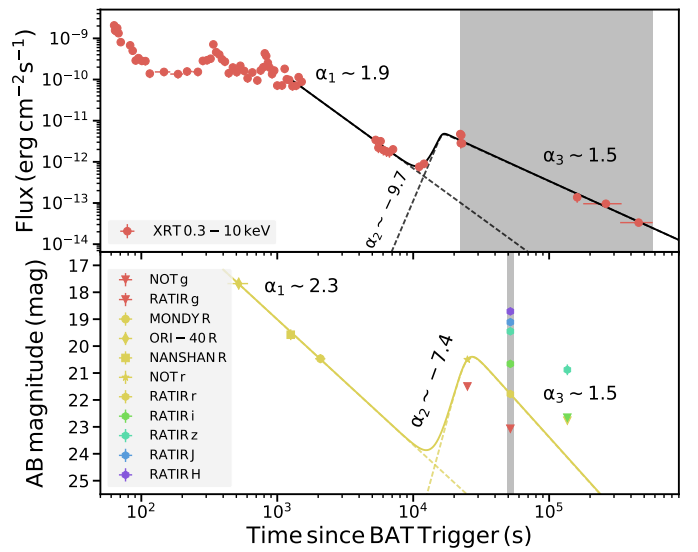 10⁻⁹
10⁻¹⁰
10⁻¹¹
10⁻¹²
10⁻¹³
10⁻¹⁴
Flux (erg cm⁻²s⁻¹)
α₁ ~ 1.9
α₂ ~ −9.7
α₃ ~ 1.5
XRT 0.3 − 10 keV
17
18
19
20
21
22
23
24
25
AB magnitude (mag)
NOT g
RATIR g
MONDY R
ORI − 40 R
NANSHAN R
NOT r
RATIR r
RATIR i
RATIR z
RATIR J
RATIR H
α₁ ~ 2.3
α₂ ~ −7.4
α₃ ~ 1.5
10² 10³ 10⁴ 10⁵
Time since BAT Trigger (s)